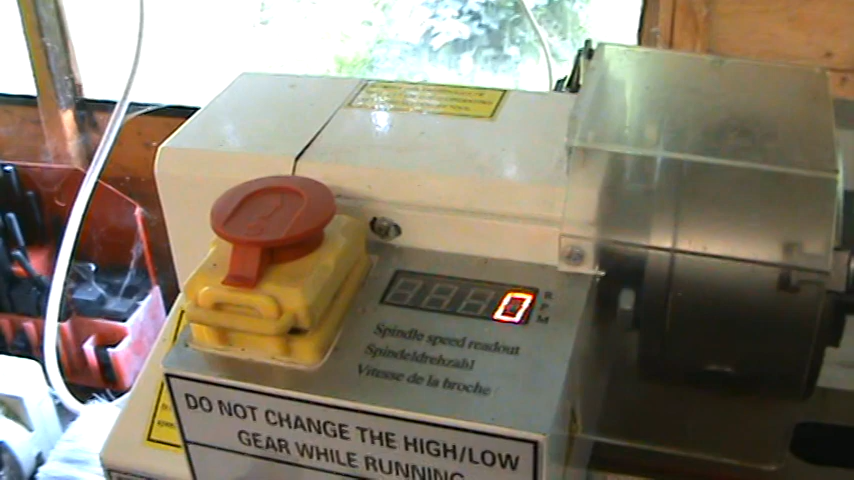 0
R
P
M
Spindle speed readout
Spindeldrehzahl
Vitesse de la broche
DO NOT CHANGE THE HIGH/LOW
GEAR WHILE RUNNING